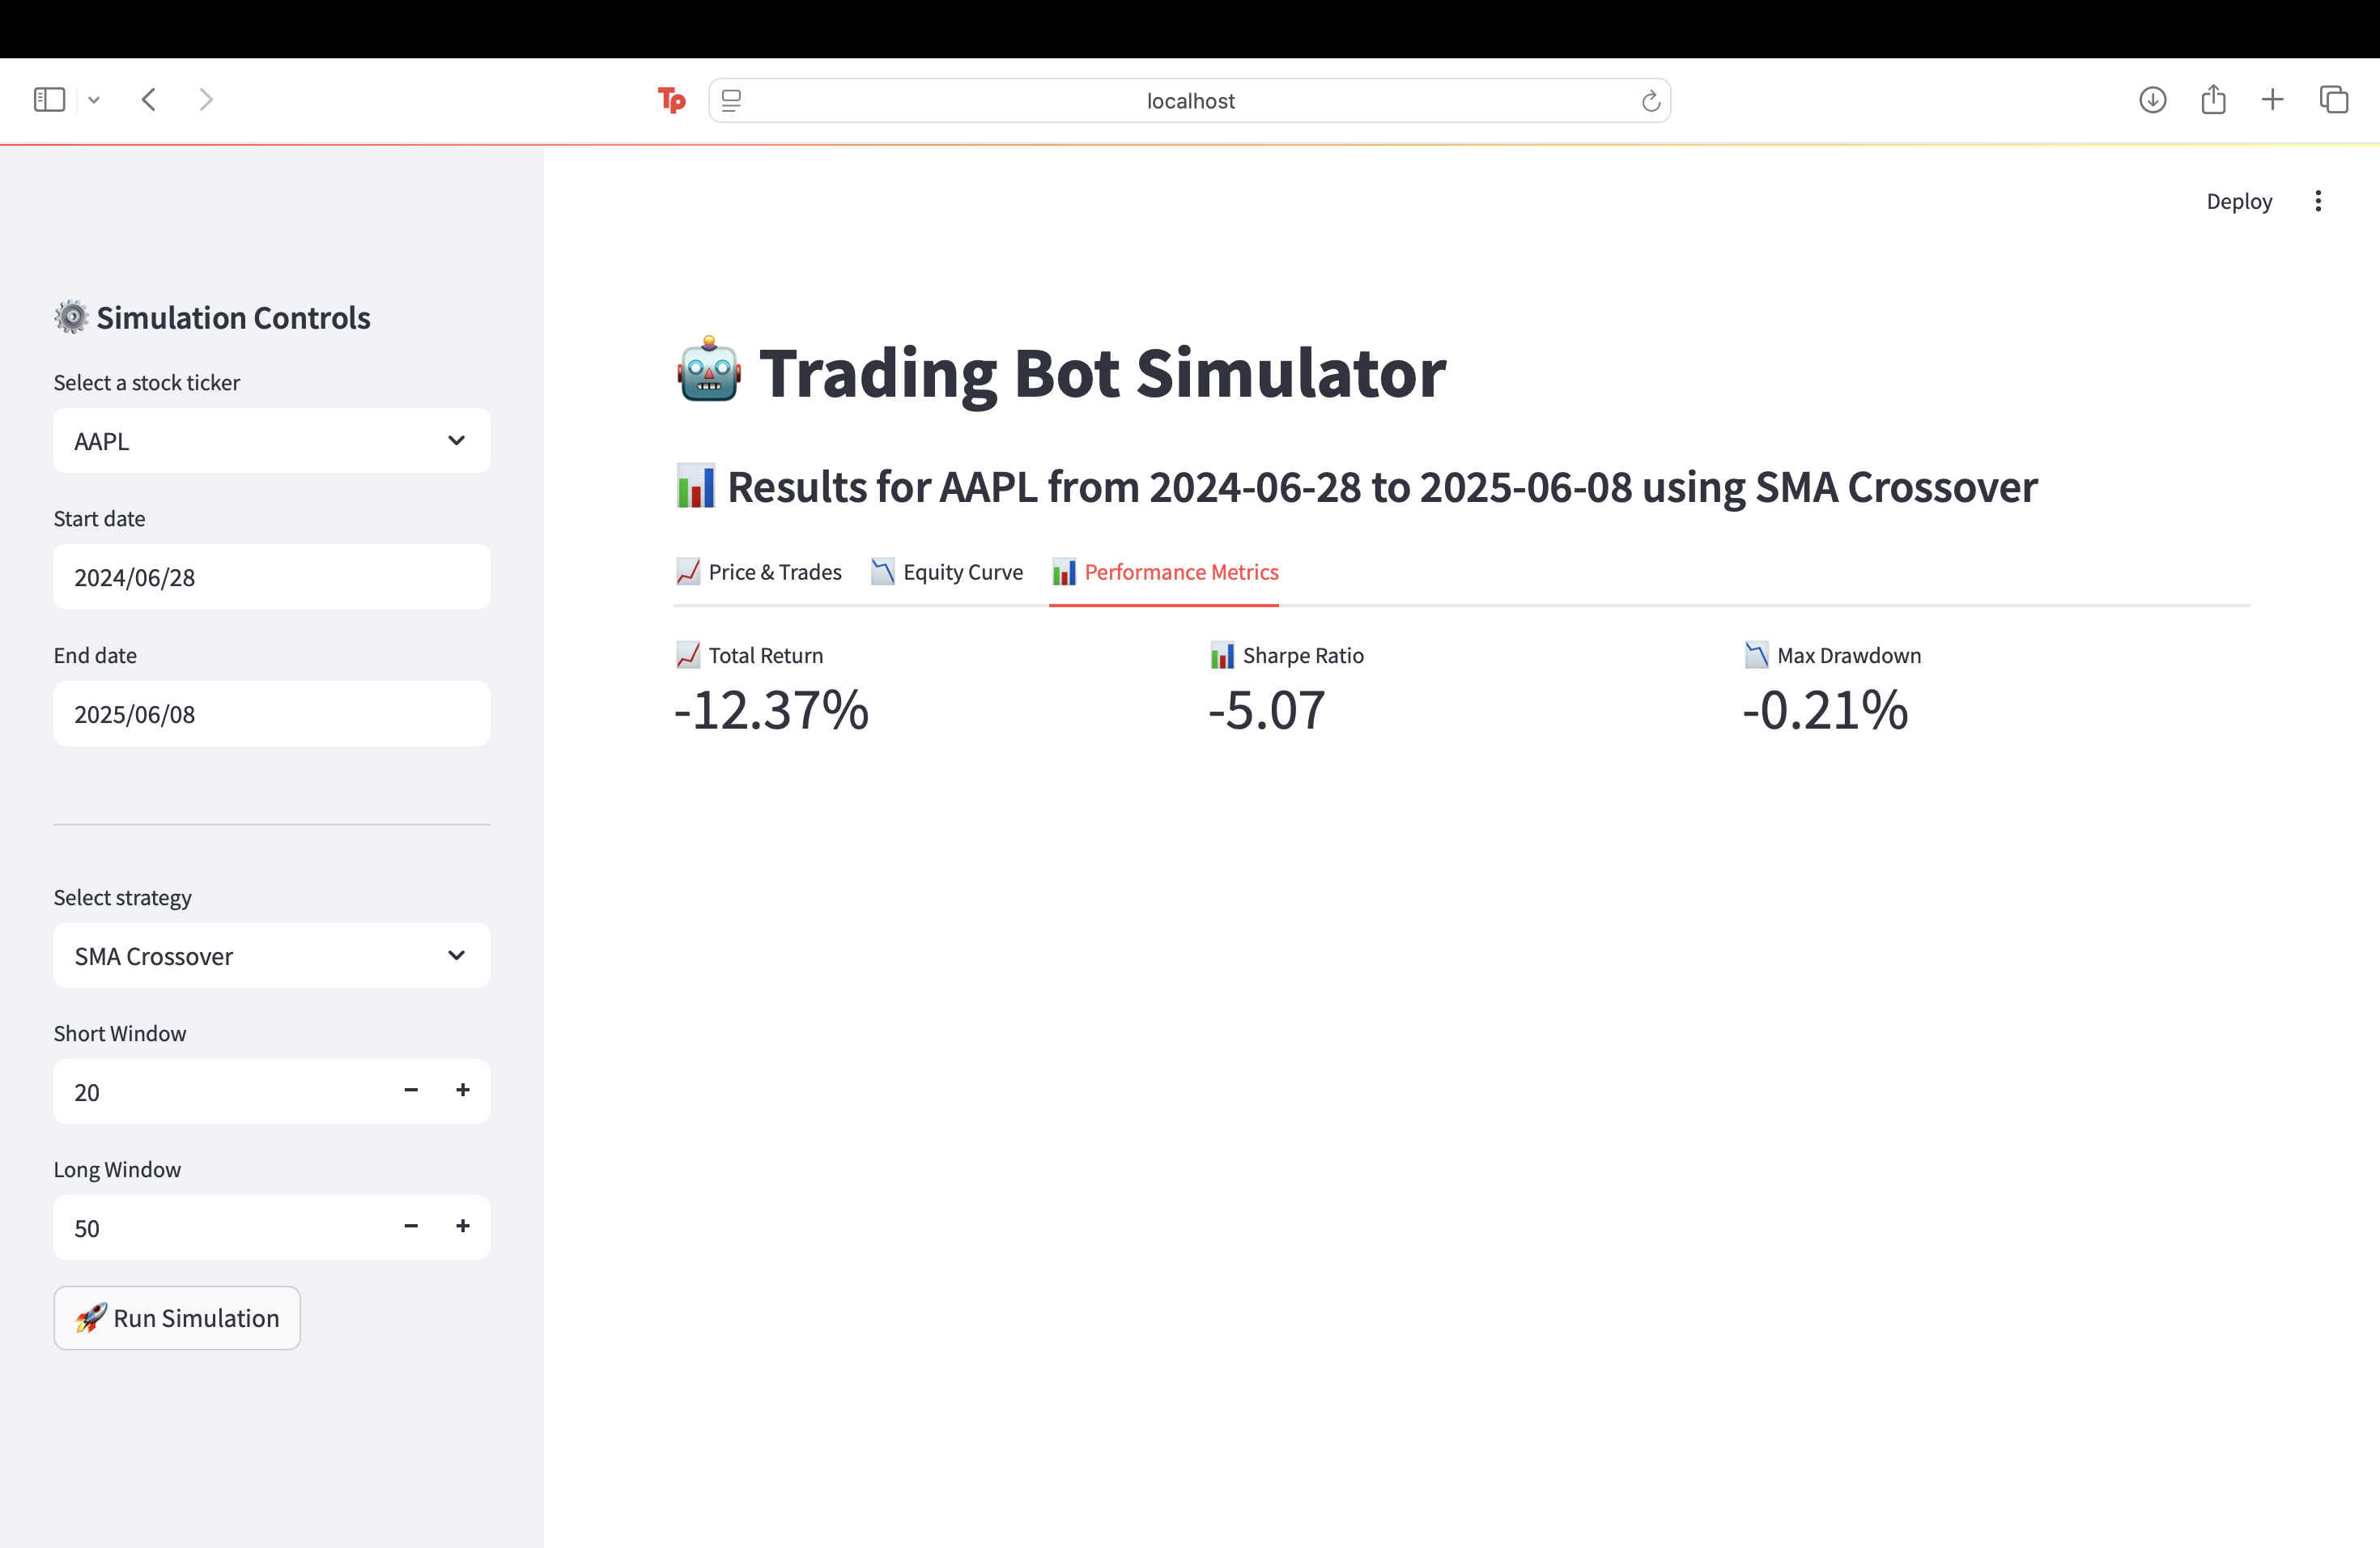 Tp
localhost
Deploy
Simulation Controls
Select a stock ticker
AAPL
Start date
2024/06/28
End date
2025/06/08
Select strategy
SMA Crossover
Short Window
20
Long Window
50
Run Simulation
Trading Bot Simulator
Results for AAPL from 2024-06-28 to 2025-06-08 using SMA Crossover
Price & Trades Equity Curve Performance Metrics
Total Return Sharpe Ratio Max Drawdown
-12.37% -5.07 -0.21%